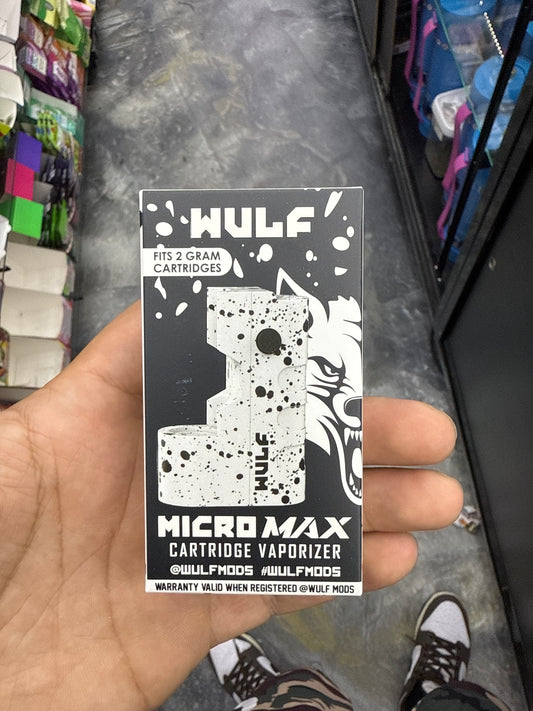 WULF
FITS 2 GRAM
CARTRIDGES
WULF
MICRO MAX
CARTRIDGE VAPORIZER
@WULFMODS #WULFMODS
WARRANTY VALID WHEN REGISTERED @WULF MODS